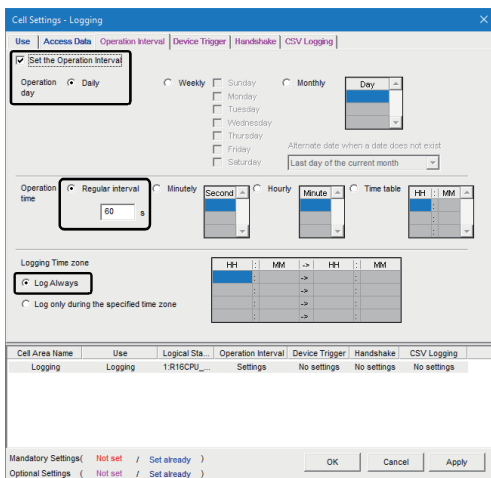 Cell Settings - Logging
Use Access Data Operation Interval Device Trigger Handshake CSV Logging
Set the Operation Interval
Operation day Daily Weekly Sunday Monthly Day
Monday
Tuesday
Wednesday
Thursday
Friday Alternate date when a date does not exist
Saturday Last day of the current month
Operation time Regular interval Minutely Second Hourly Minute Time table HH : MM
60 s
:
:
:
Logging Time zone
HH : MM -> HH : MM
Log Always : -> :
: -> :
Log only during the specified time zone : -> :
: -> :
Cell Area Name Use Logical Sta... Operation Interval Device Trigger Handshake CSV Logging
Logging Logging 1:R16CPU_... Settings No settings No settings No settings
Mandatory Settings( Not set / Set already ) OK Cancel Apply
Optional Settings ( Not set / Set already )